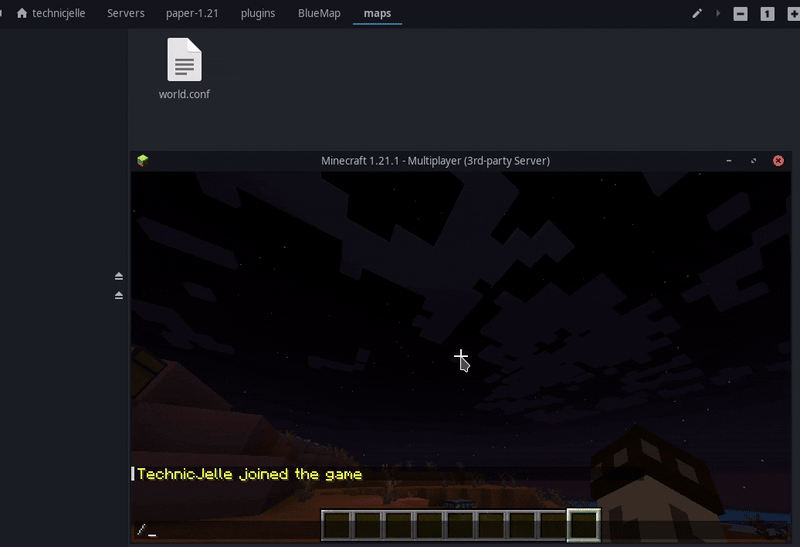 technicjelle Servers paper-1.21 plugins BlueMap maps 1
world.conf
Minecraft 1.21.1 - Multiplayer (3rd-party Server)
TechnicJelle joined the game
/_